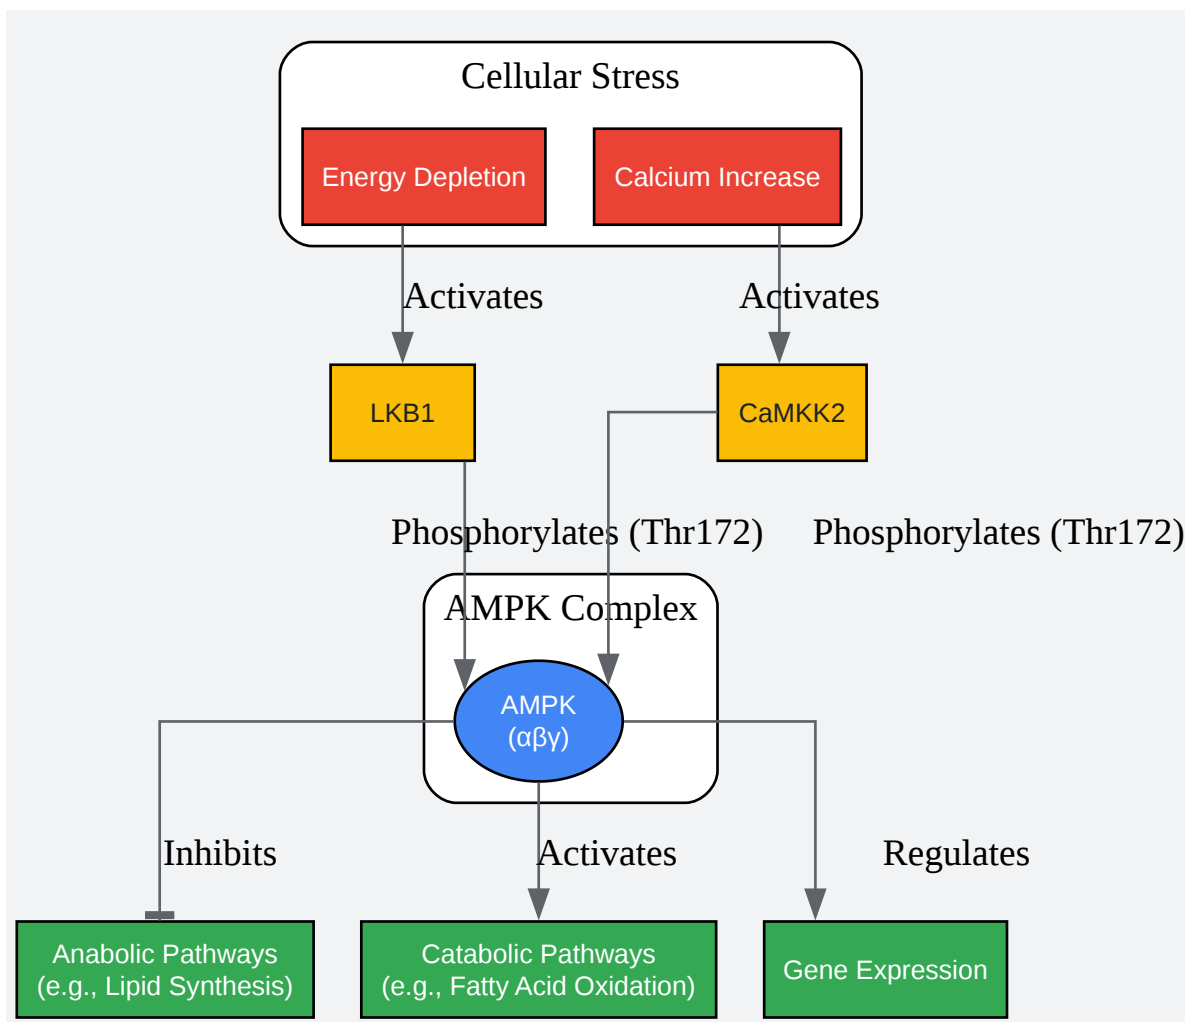 Cellular Stress
Energy Depletion
Calcium Increase
Activates
Activates
LKB1
CaMKK2
Phosphorylates (Thr172)
Phosphorylates (Thr172)
AMPK Complex
AMPK
(αβγ)
Inhibits
Activates
Regulates
Anabolic Pathways
(e.g., Lipid Synthesis)
Catabolic Pathways
(e.g., Fatty Acid Oxidation)
Gene Expression